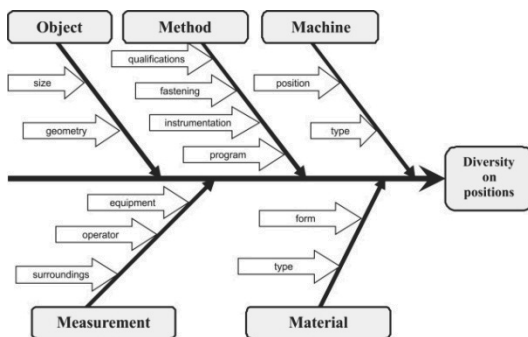 Object
Method
Machine
qualifications
size
position
fastening
instrumentation
geometry
type
program
Diversity
on
positions
equipment
form
operator
surroundings
type
Measurement
Material